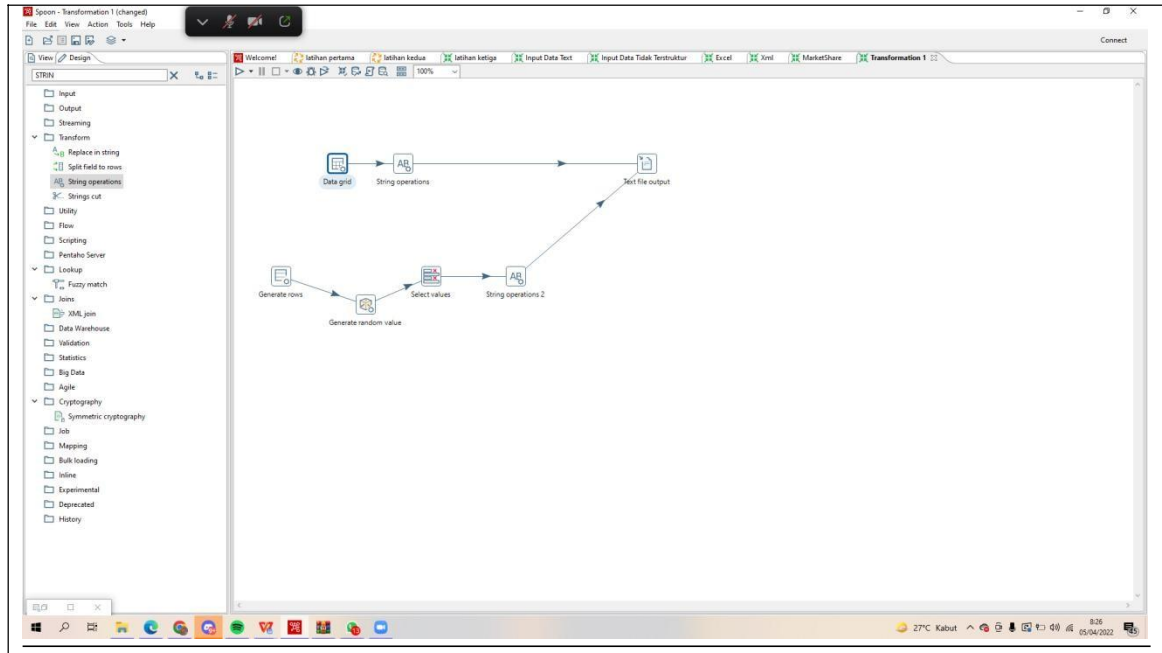 Spoon - Transformation 1 (changed)
File Edit View Action Tools Help
Connect
View Design
STRIN
Welcome! latihan pertama latihan kedua latihan ketiga Input Data Text Input Data Tidak Terstruktur Excel Xml MarketShare Transformation 1
100%
Input
Output
Streaming
Transform
Replace in string
Split field to rows
String operations
Strings cut
Utility
Flow
Scripting
Pentaho Server
Lookup
Fuzzy match
Joins
XML join
Data Warehouse
Validation
Statistics
Big Data
Agile
Cryptography
Symmetric cryptography
Job
Mapping
Bulk loading
Inline
Experimental
Deprecated
History
Data grid
String operations
Text file output
Generate rows
Generate random value
Select values
String operations 2
27°C Kabut
8:26
05/04/2022